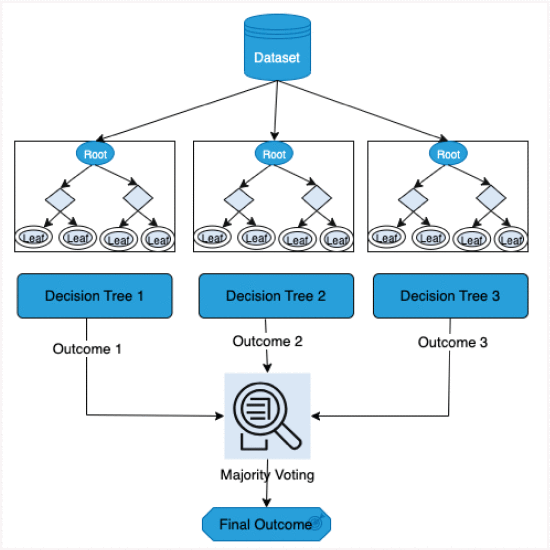 Dataset
Root
Root
Root
Leaf
Leaf
Leaf
Leaf
Leaf
Leaf
Leaf
Leaf
Leaf
Leaf
Leaf
Leaf
Decision Tree 1
Decision Tree 2
Decision Tree 3
Outcome 1
Outcome 2
Outcome 3
Majority Voting
Final Outcome